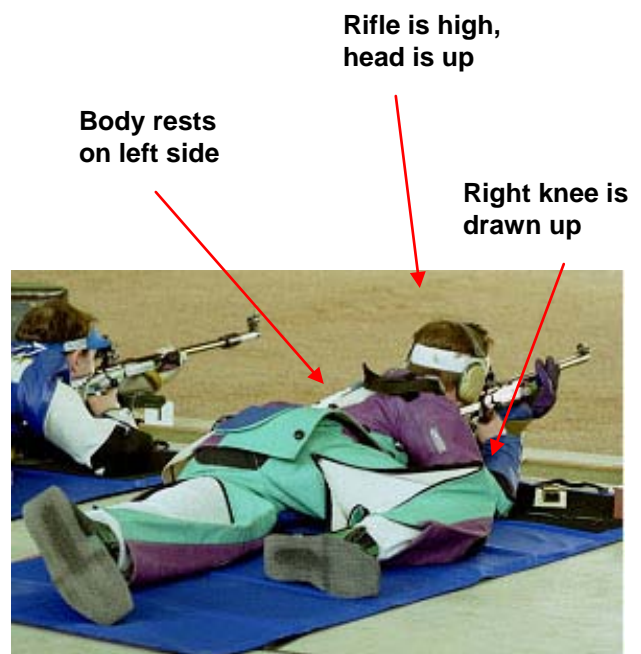 Rifle is high,
head is up
Body rests
on left side
Right knee is
drawn up